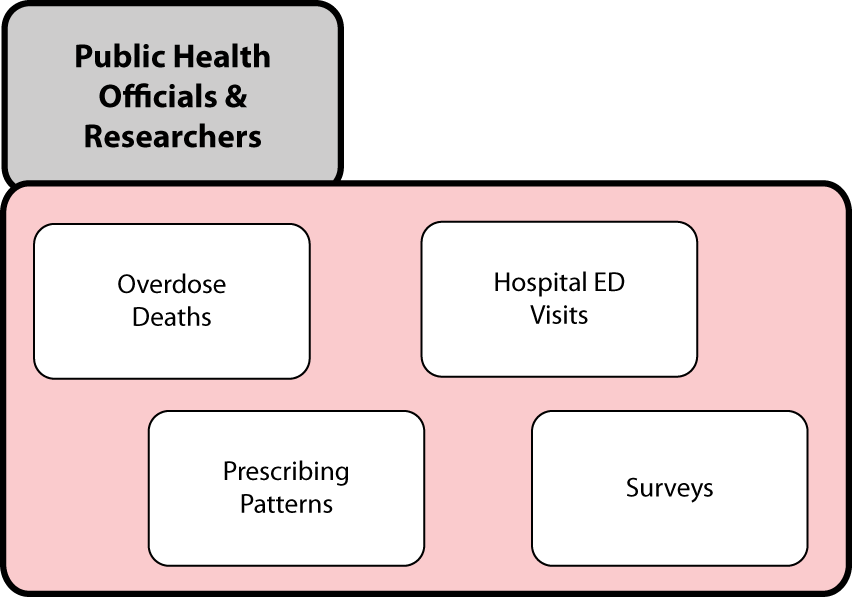 Public Health
Officials &
Researchers
Overdose
Deaths
Hospital ED
Visits
Prescribing
Patterns
Surveys